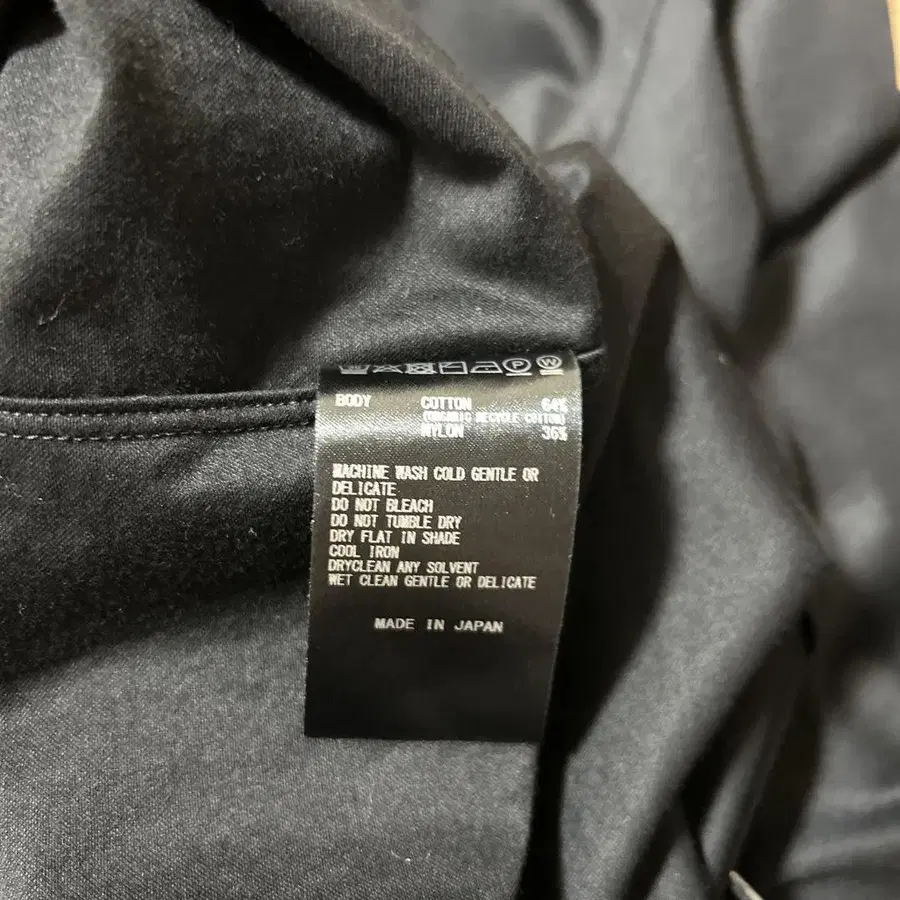 BODY COTTON 64%
(ORGANIC RECYCLE COTTON)
NYLON 36%
MACHINE WASH COLD GENTLE OR
DELICATE
DO NOT BLEACH
DO NOT TUMBLE DRY
DRY FLAT IN SHADE
COOL IRON
DRYCLEAN ANY SOLVENT
WET CLEAN GENTLE OR DELICATE
MADE IN JAPAN